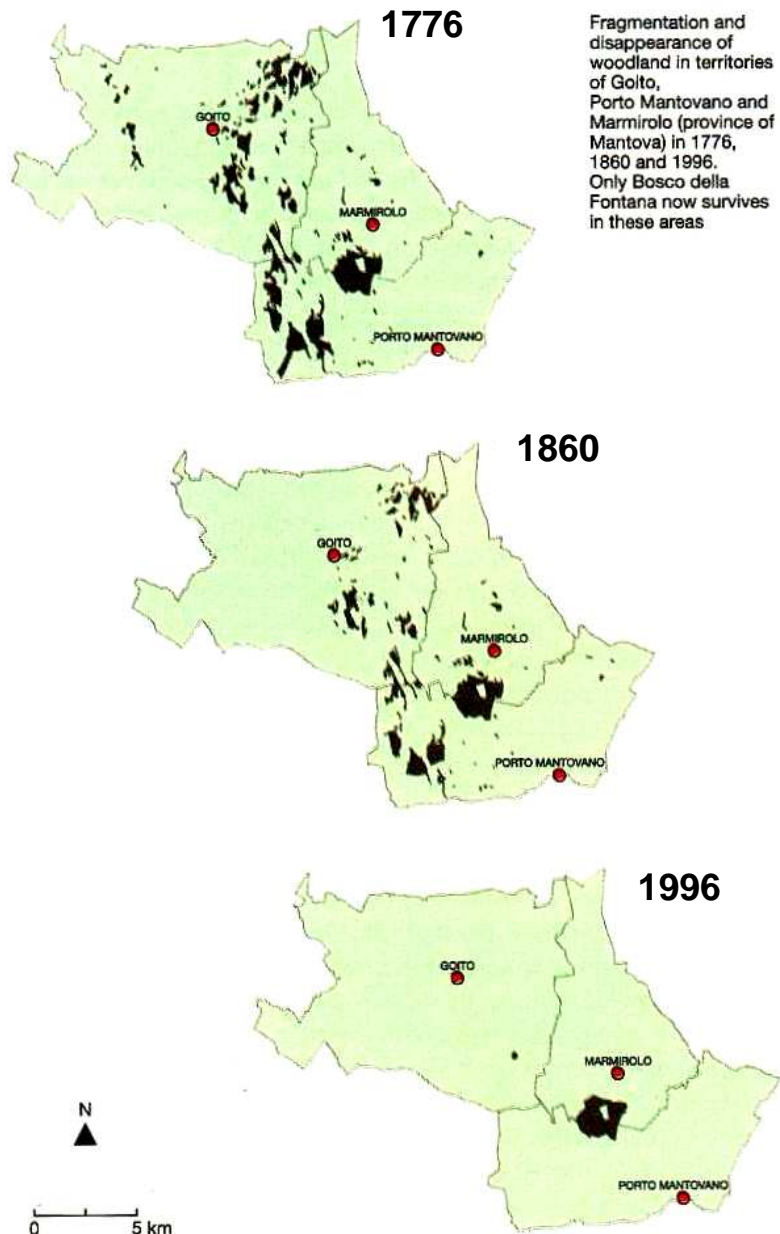 1776
Fragmentation and
disappearance of
woodland in territories
of Goito,
Porto Mantovano and
Marmirolo (province of
Mantova) in 1776,
1860 and 1996.
Only Bosco della
Fontana now survives
in these areas
GOITO
MARMIROLO
PORTO MANTOVANO
1860
GOITO
MARMIROLO
PORTO MANTOVANO
1996
GOITO
MARMIROLO
PORTO MANTOVANO
N
0 5 km